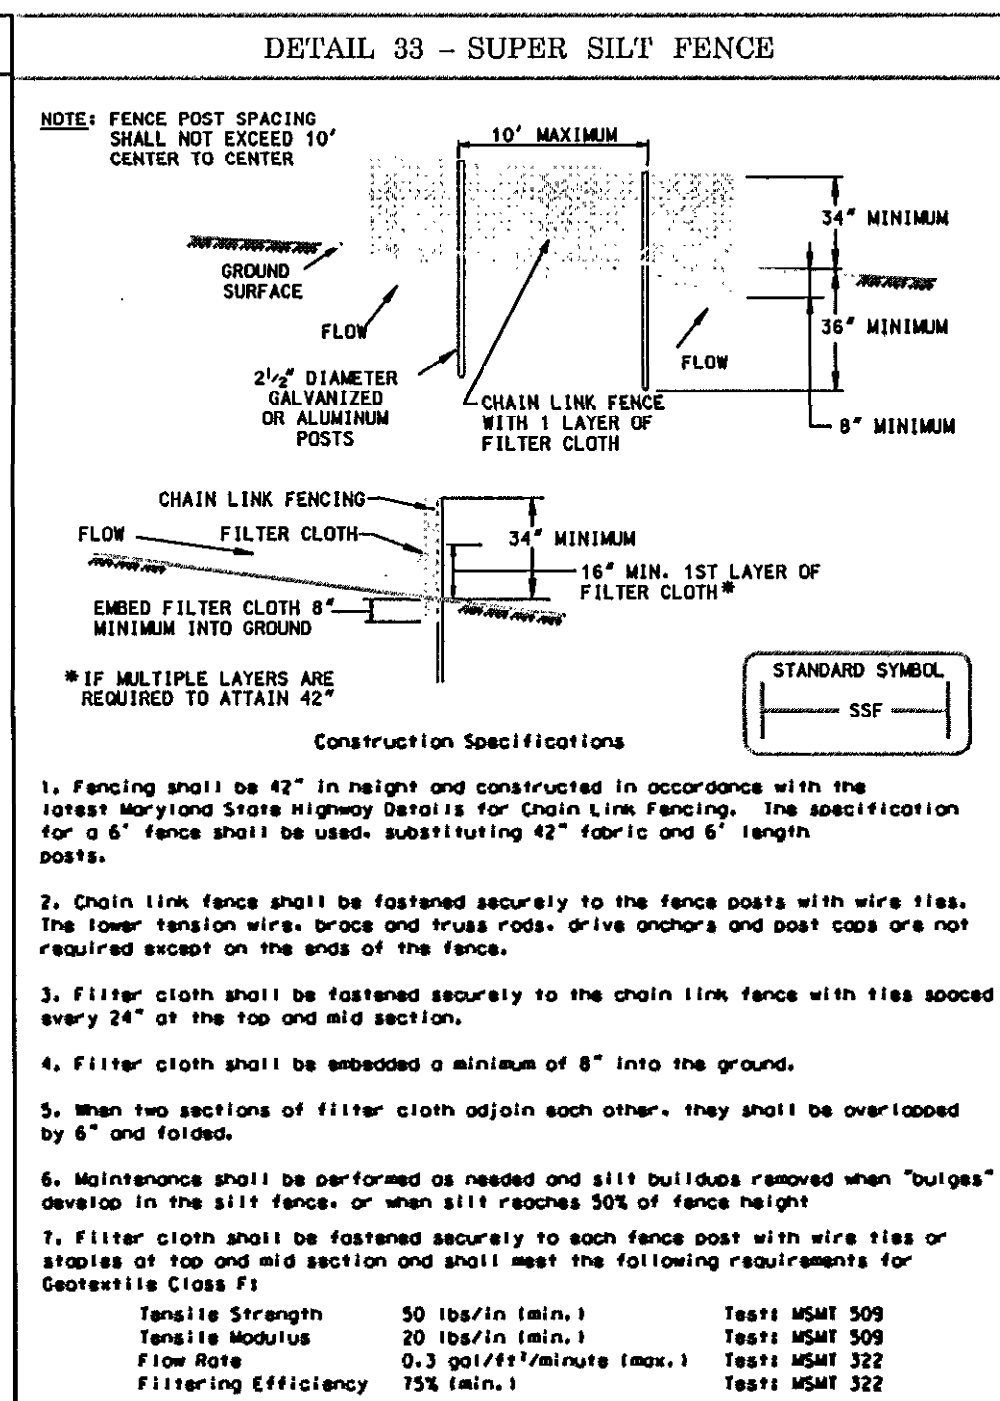 DETAIL 33 - SUPER SILT FENCE
NOTE: FENCE POST SPACING
SHALL NOT EXCEED 10'
CENTER TO CENTER
10' MAXIMUM
34" MINIMUM
GROUND
SURFACE
FLOW
36" MINIMUM
FLOW
2 1/2" DIAMETER
GALVANIZED
OR ALUMINUM
POSTS
CHAIN LINK FENCE
WITH 1 LAYER OF
FILTER CLOTH
8" MINIMUM
CHAIN LINK FENCING
FLOW
FILTER CLOTH
34" MINIMUM
16" MIN. 1ST LAYER OF
FILTER CLOTH*
EMBED FILTER CLOTH 8"
MINIMUM INTO GROUND
*IF MULTIPLE LAYERS ARE
REQUIRED TO ATTAIN 42"
STANDARD SYMBOL
SSF
Construction Specifications
1. Fencing shall be 42" in height and constructed in accordance with the
latest Maryland State Highway Details for Chain Link Fencing. The specification
for a 6' fence shall be used, substituting 42" fabric and 6' length
posts.
2. Chain link fence shall be fastened securely to the fence posts with wire ties.
The lower tension wire, brace and truss rods, drive anchors and post caps are not
required except on the ends of the fence.
3. Filter cloth shall be fastened securely to the chain link fence with ties spaced
every 24" at the top and mid section.
4. Filter cloth shall be embedded a minimum of 8" into the ground.
5. When two sections of filter cloth adjoin each other, they shall be overlapped
by 6" and folded.
6. Maintenance shall be performed as needed and silt buildups removed when "bulges"
develop in the silt fence, or when silt reaches 50% of fence height
7. Filter cloth shall be fastened securely to each fence post with wire ties or
staples at top and mid section and shall meet the following requirements for
Geotextile Class F:
Tensile Strength 50 lbs/in (min.) Test: MSMT 509
Tensile Modulus 20 lbs/in (min.) Test: MSMT 509
Flow Rate 0.3 gal/ft²/minute (max.) Test: MSMT 322
Filtering Efficiency 75% (min.) Test: MSMT 322